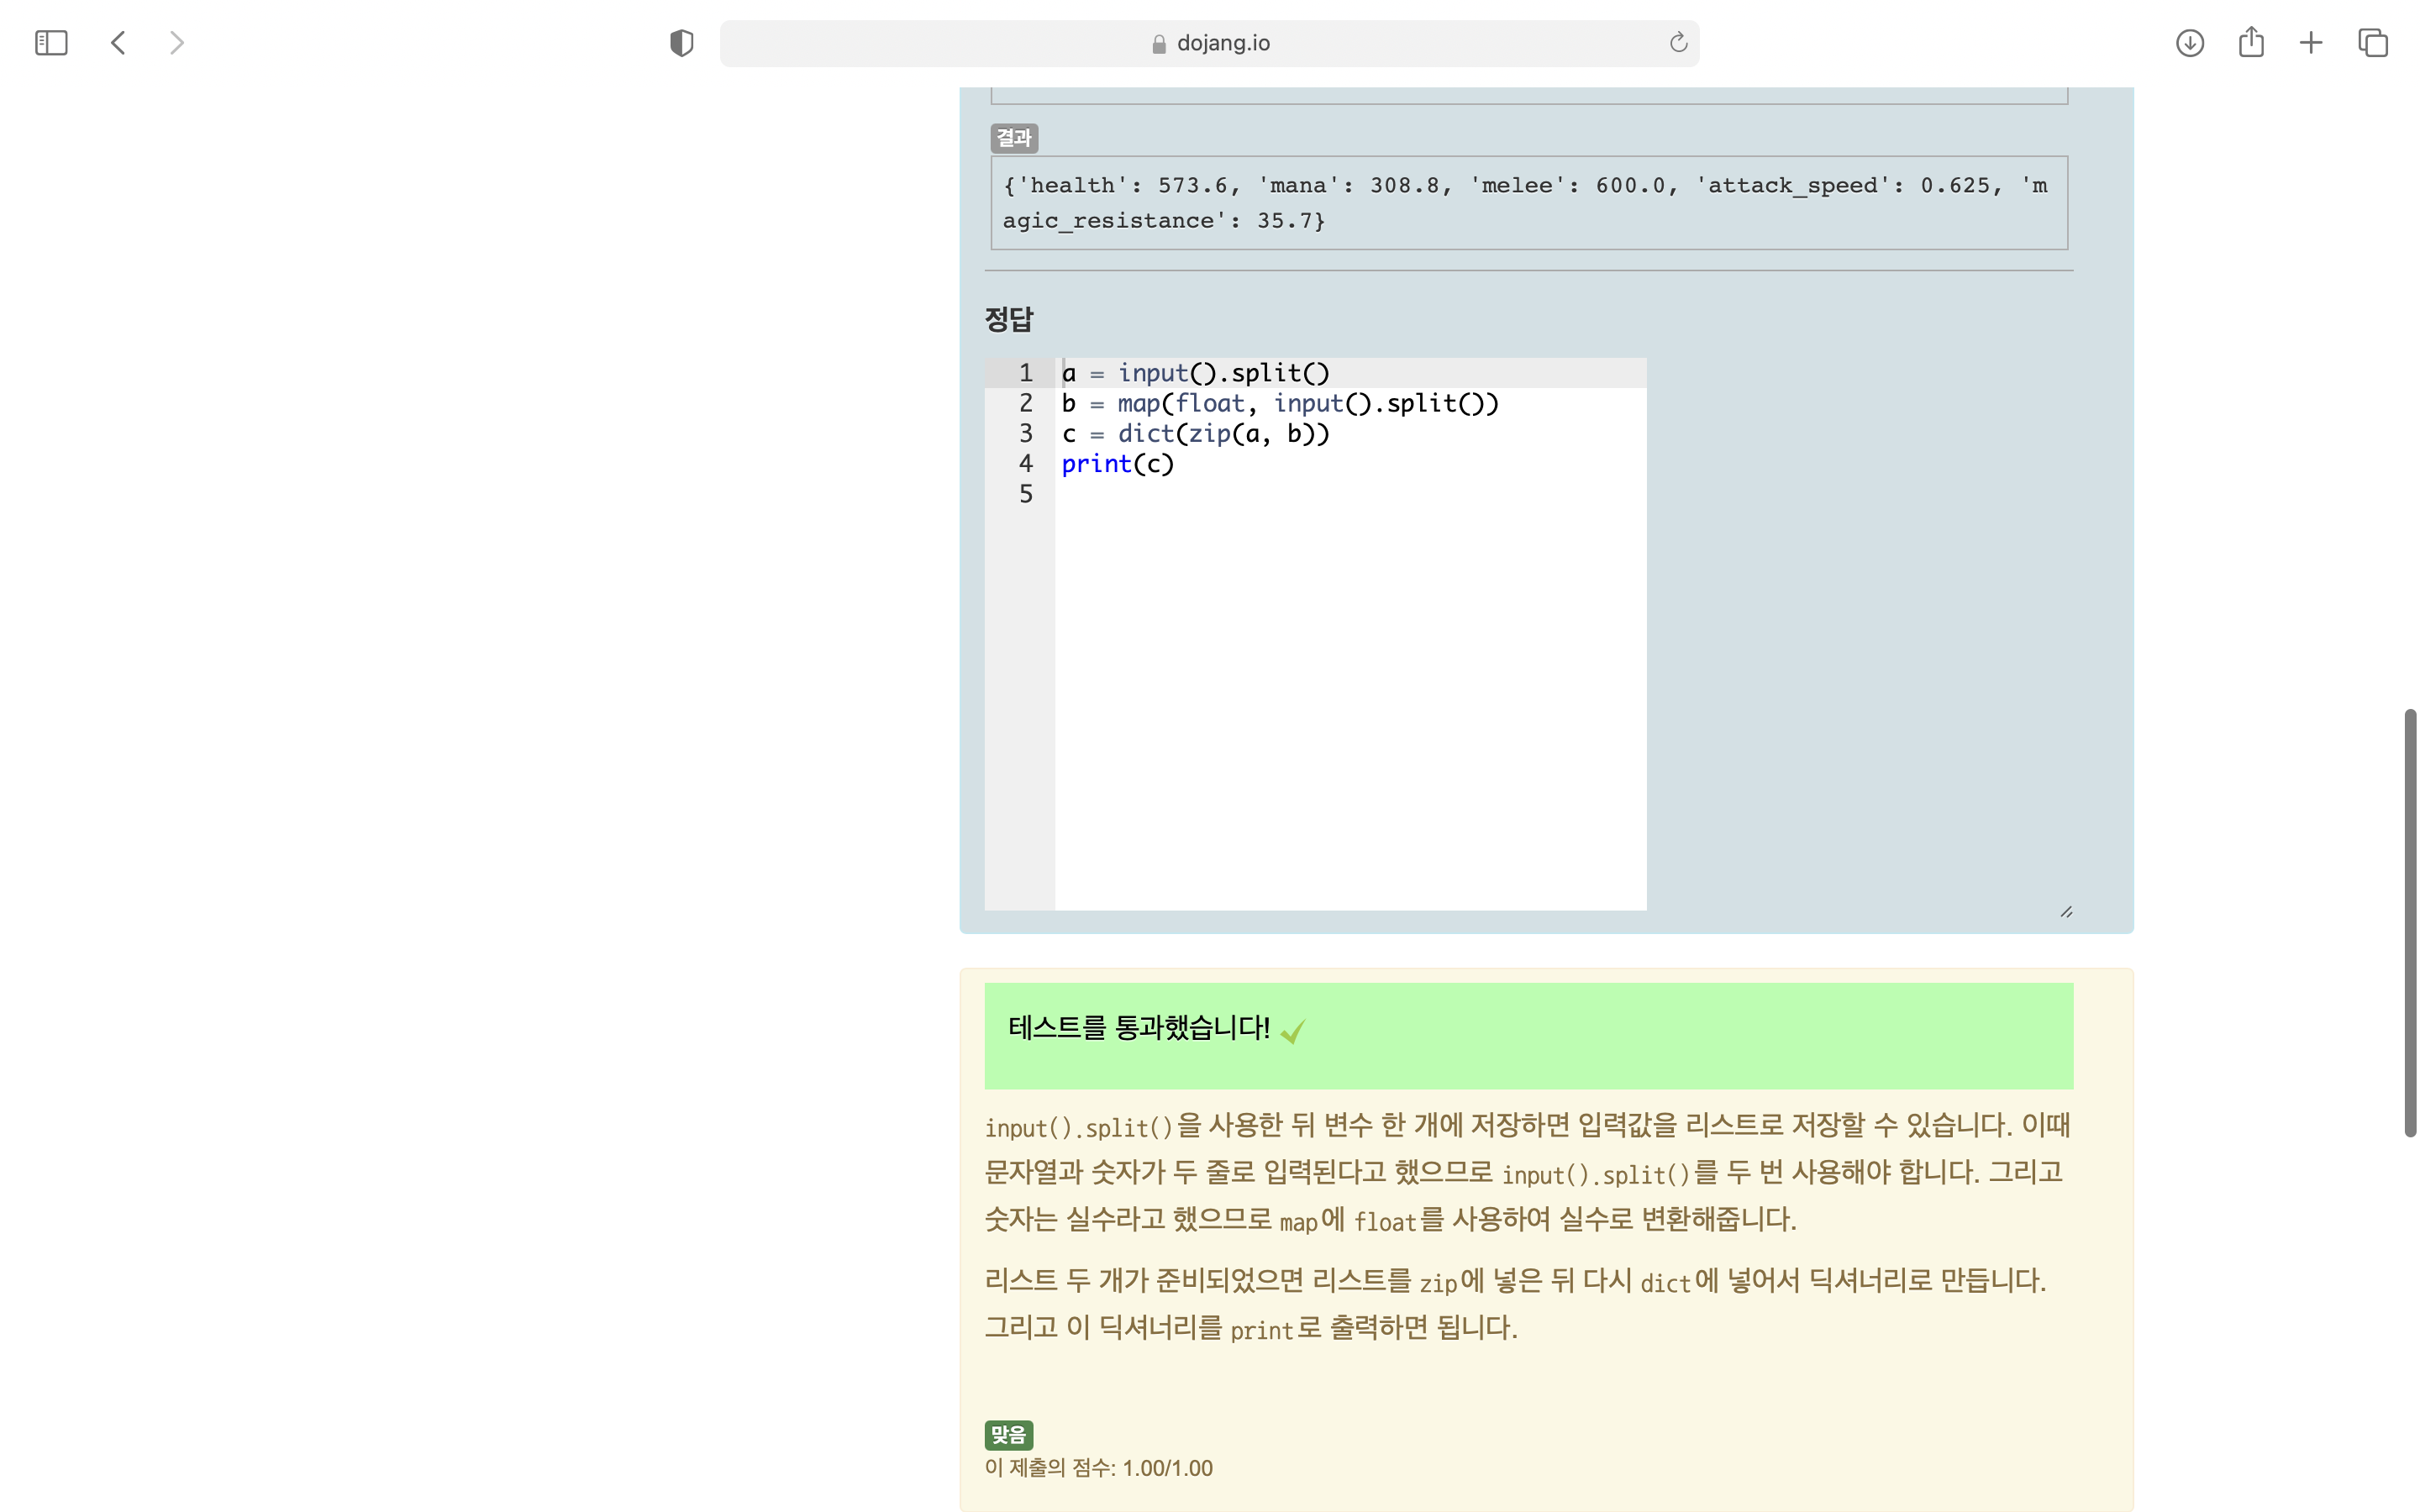 dojang.io
결과
{'health': 573.6, 'mana': 308.8, 'melee': 600.0, 'attack_speed': 0.625, 'm
agic_resistance': 35.7}
정답
1 a = input().split()
2 b = map(float, input().split())
3 c = dict(zip(a, b))
4 print(c)
5
테스트를 통과했습니다!
input().split()을 사용한 뒤 변수 한 개에 저장하면 입력값을 리스트로 저장할 수 있습니다. 이때
문자열과 숫자가 두 줄로 입력된다고 했으므로 input().split()를 두 번 사용해야 합니다. 그리고
숫자는 실수라고 했으므로 map에 float를 사용하여 실수로 변환해줍니다.
리스트 두 개가 준비되었으면 리스트를 zip에 넣은 뒤 다시 dict에 넣어서 딕셔너리로 만듭니다.
그리고 이 딕셔너리를 print로 출력하면 됩니다.
맞음
이 제출의 점수: 1.00/1.00